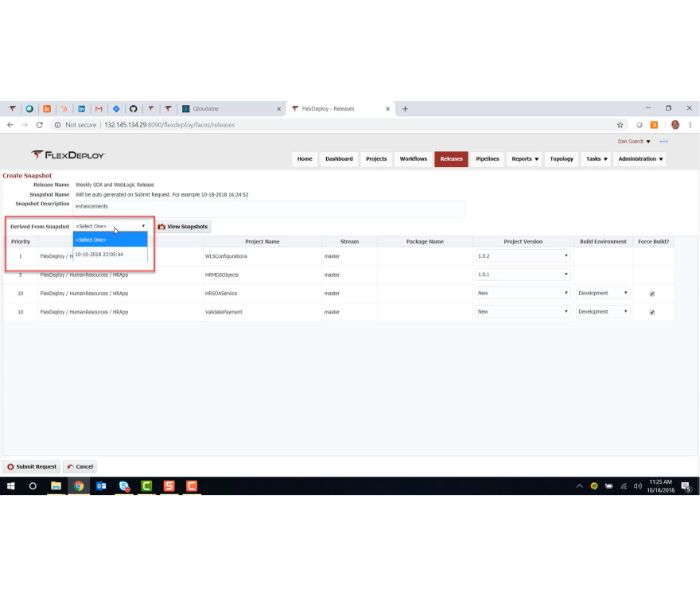 Cloudable
FlexDeploy - Releases
Not secure | 132.145.134.29:8090/flexdeploy/faces/releases
Dan Goerdt
FLEXDEPLOY
Home Dashboard Projects Workflows Releases Pipelines Reports Topology Tasks Administration
Create Snapshot
Release Name Weekly SOA and WebLogic Release
Snapshot Name Will be auto generated on Submit Request. For example 10-18-2018 16:24:52
Snapshot Description enhancements
Derived From Snapshot <Select One> View Snapshots
<Select One>
10-10-2018 23:05:44
Priority Project Name Stream Package Name Project Version Build Environment Force Build?
1 FlexDeploy / H WLSConfigurations master 1.0.2
FlexDeploy / HumanResources / HRApp HRMDSObjects master 1.0.1
10 FlexDeploy / HumanResources / HRApp HRSOAService master New Development
10 FlexDeploy / HumanResources / HRApp ValidatePayment master New Development
Submit Request Cancel
11:25 AM
10/18/2018